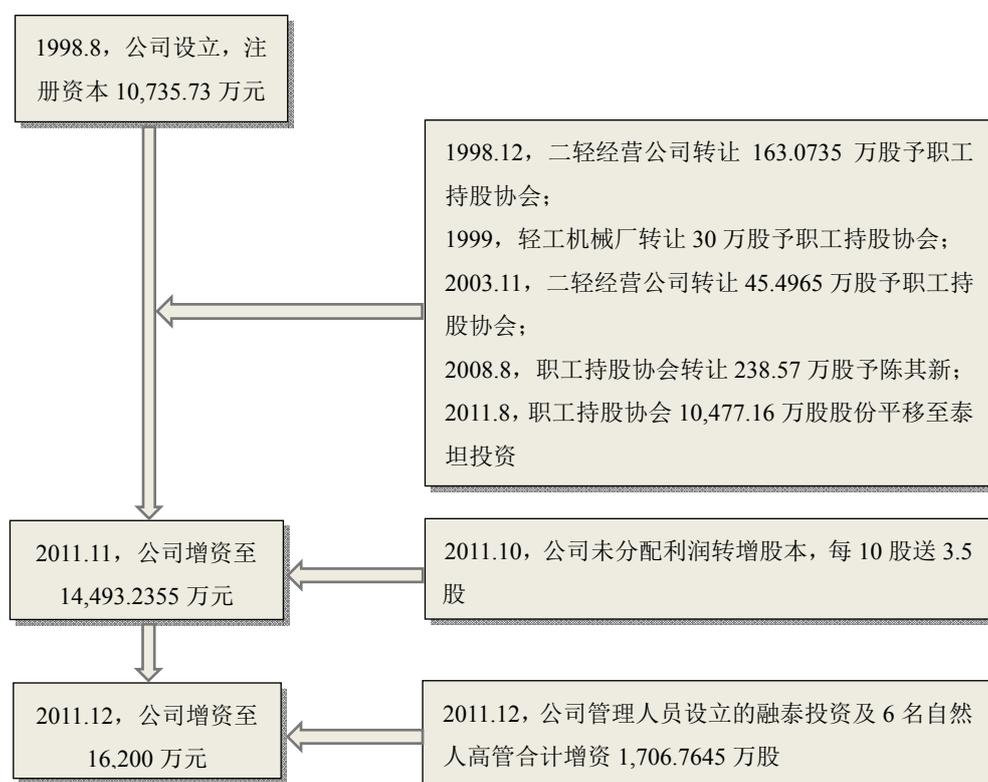 1998.8，公司设立，注
册资本 10,735.73 万元
1998.12，二轻经营公司转让 163.0735 万股予职工
持股协会；
1999，轻工机械厂转让 30 万股予职工持股协会；
2003.11，二轻经营公司转让 45.4965 万股予职工持
股协会；
2008.8，职工持股协会转让 238.57 万股予陈其新；
2011.8，职工持股协会 10,477.16 万股股份平移至泰
坦投资
2011.11，公司增资至
14,493.2355 万元
2011.10，公司未分配利润转增股本，每 10 股送 3.5
股
2011.12，公司增资至
16,200 万元
2011.12，公司管理人员设立的融泰投资及 6 名自然
人高管合计增资 1,706.7645 万股